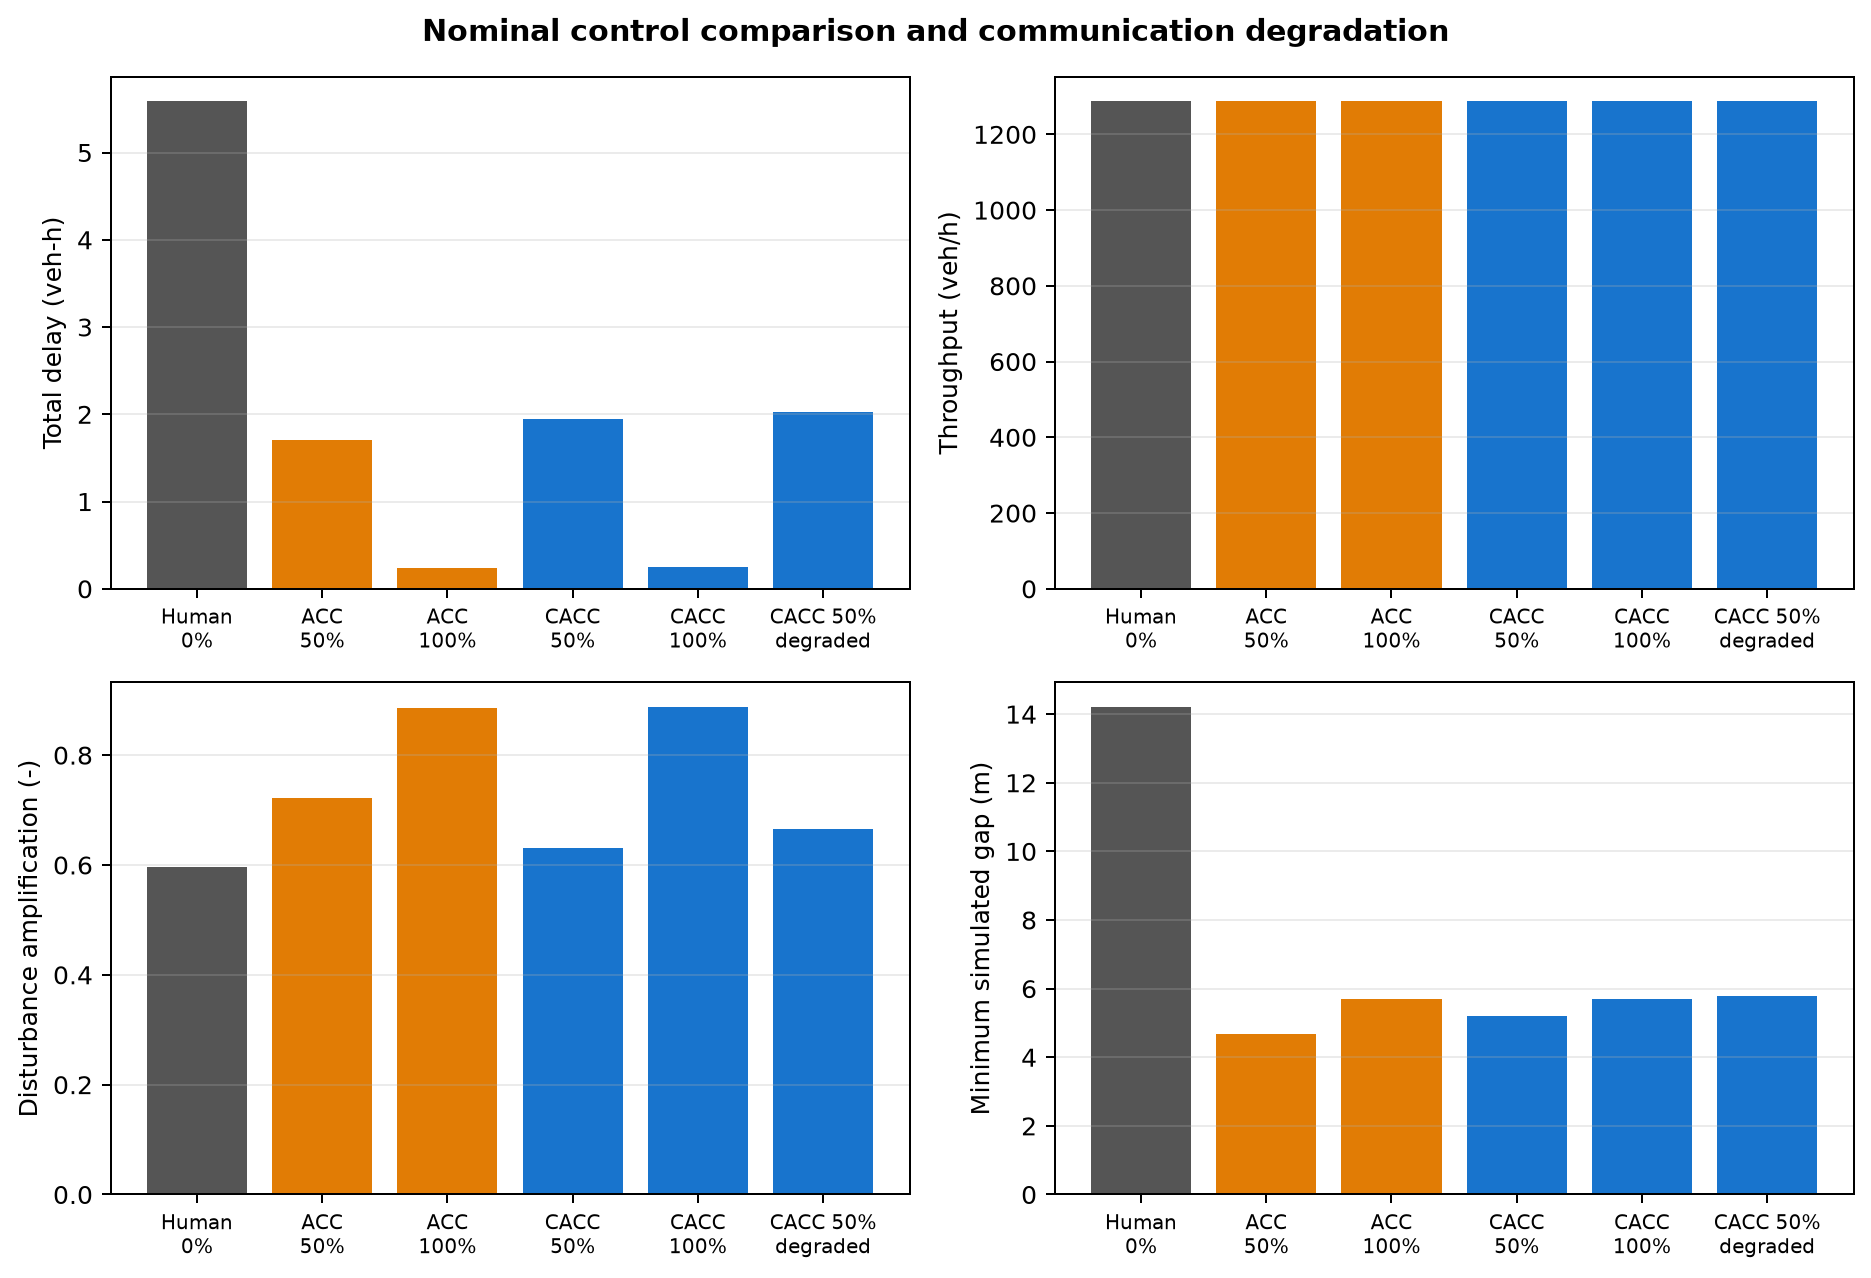 Nominal control comparison and communication degradation
Total delay (veh-h)
5
4
3
2
1
0
Human
0%
ACC
50%
ACC
100%
CACC
50%
CACC
100%
CACC 50%
degraded
Throughput (veh/h)
1200
1000
800
600
400
200
0
Human
0%
ACC
50%
ACC
100%
CACC
50%
CACC
100%
CACC 50%
degraded
Disturbance amplification (-)
0.8
0.6
0.4
0.2
0.0
Human
0%
ACC
50%
ACC
100%
CACC
50%
CACC
100%
CACC 50%
degraded
Minimum simulated gap (m)
14
12
10
8
6
4
2
0
Human
0%
ACC
50%
ACC
100%
CACC
50%
CACC
100%
CACC 50%
degraded